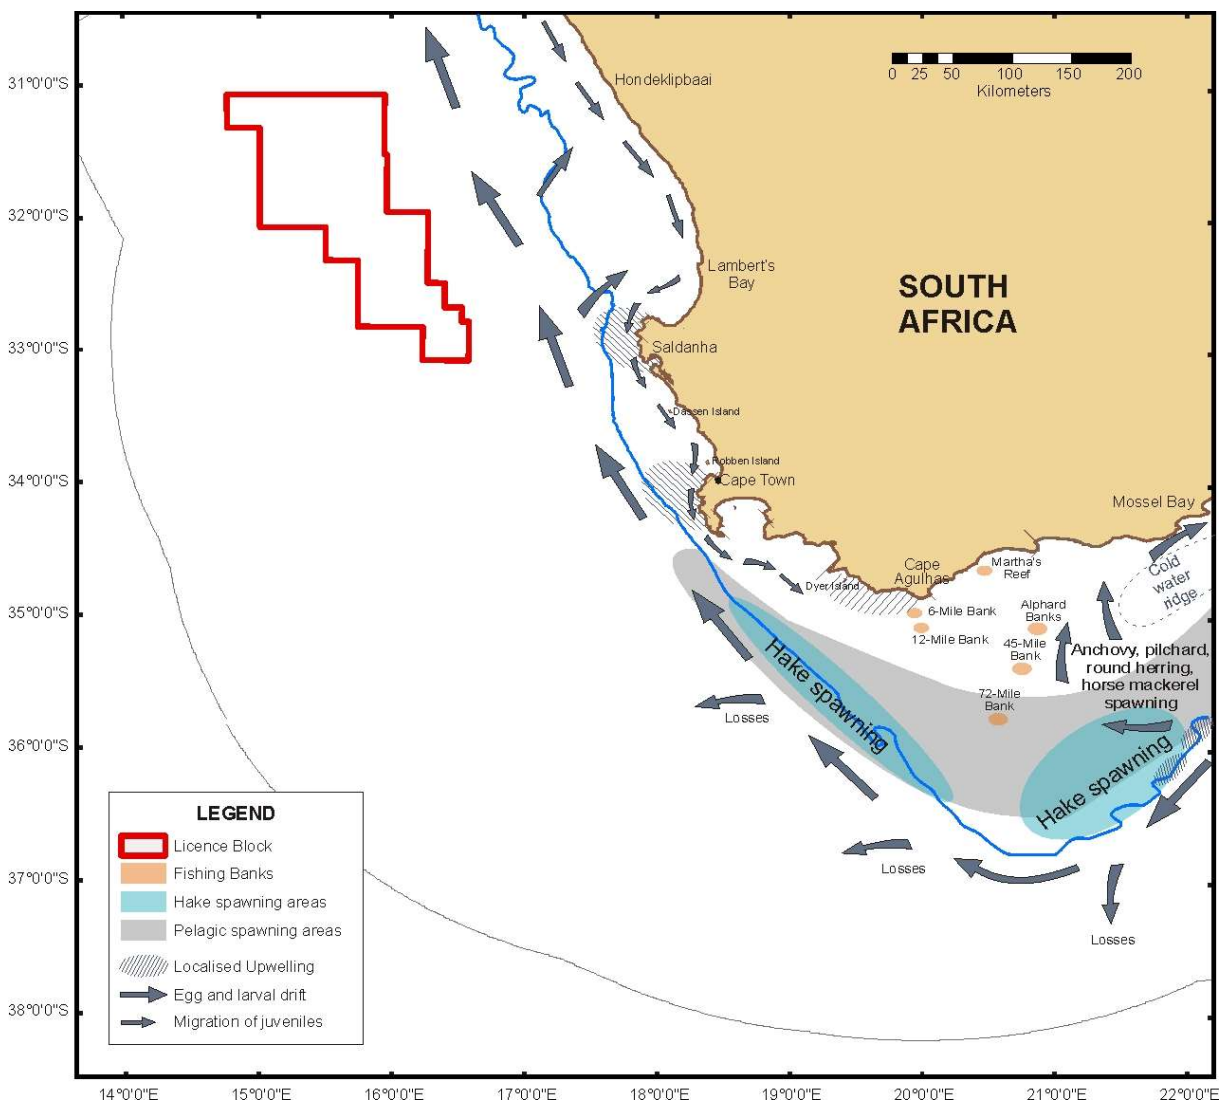 31°0'0"S
32°0'0"S
33°0'0"S
34°0'0"S
35°0'0"S
36°0'0"S
37°0'0"S
38°0'0"S
0 25 50 100 150 200
Kilometers
Hondeklipbaai
Lambert's
Bay
SOUTH
AFRICA
Saldanha
Dassen Island
Robben Island
Cape Town
Mossel Bay
Cape
Agulhas
Martha's
Reef
Cold
water
ridge
Dyer Island
6-Mile Bank
Alphard
Banks
12-Mile Bank
45-Mile
Bank
Anchovy, pilchard,
round herring,
horse mackerel
spawning
72-Mile
Bank
Hake spawning
Hake spawning
Losses
Losses
Losses
LEGEND
Licence Block
Fishing Banks
Hake spawning areas
Pelagic spawning areas
Localised Upwelling
Egg and larval drift
Migration of juveniles
14°0'0"E
15°0'0"E
16°0'0"E
17°0'0"E
18°0'0"E
19°0'0"E
20°0'0"E
21°0'0"E
22°0'0"E